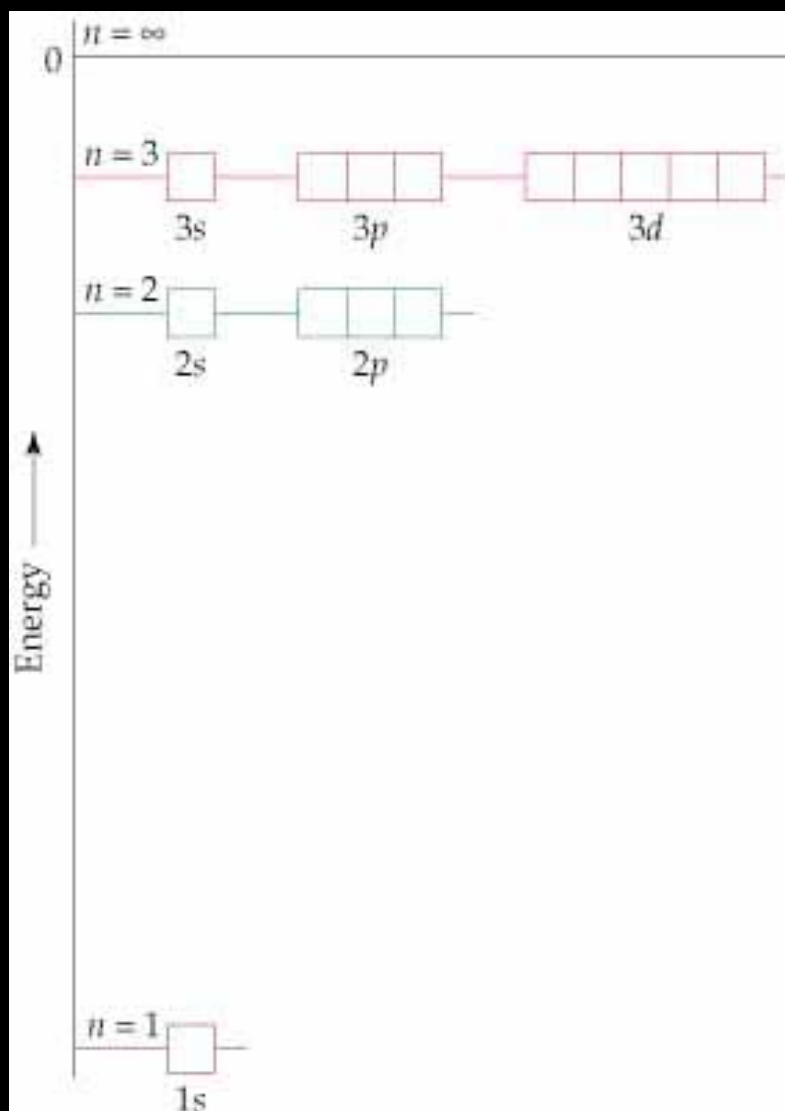 n = ∞
0
n = 3
3s 3p 3d
n = 2
2s 2p
Energy
n = 1
1s